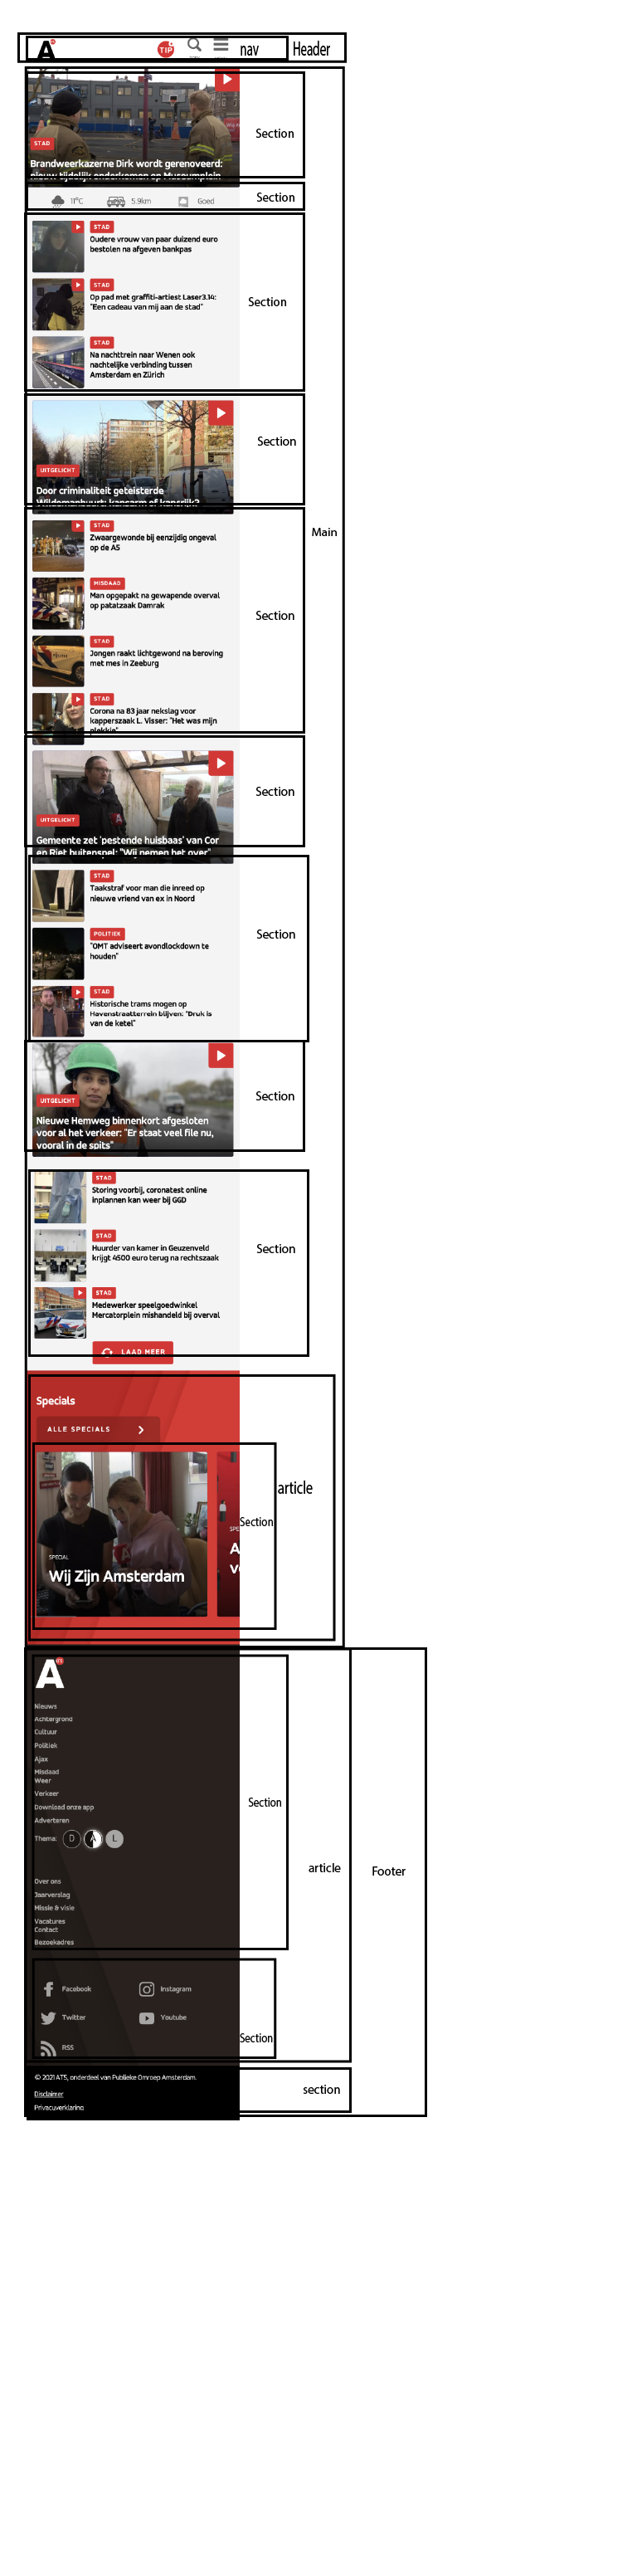 A
TIP
nav
Header
STAD
Brandweerkazerne Dirk wordt gerenoveerd:
nieuw tijdelijk onderkomen op Museumplein
Section
11°C
5.9km
Goed
Section
STAD
Oudere vrouw van paar duizend euro
bestolen na afgeven bankpas
STAD
Op pad met graffiti-artiest Laser3.14:
"Een cadeau van mij aan de stad"
STAD
Na nachttrein naar Wenen ook
nachtelijke verbinding tussen
Amsterdam en Zürich
Section
UITGELICHT
Door criminaliteit geteisterde
Wildemanbuurt: kansarm of kansrijk?
Section
Main
STAD
Zwaargewonde bij eenzijdig ongeval
op de A5
MISDAAD
Man opgepakt na gewapende overval
op patatzaak Damrak
STAD
Jongen raakt lichtgewond na beroving
met mes in Zeeburg
STAD
Corona na 83 jaar nekslag voor
kapperszaak L. Visser: "Het was mijn
plekkie"
Section
UITGELICHT
Gemeente zet 'pestende huisbaas' van Cor
en Riet buitenspel: "Wij nemen het over"
Section
STAD
Taakstraf voor man die inreed op
nieuwe vriend van ex in Noord
POLITIEK
"OMT adviseert avondlockdown te
houden"
STAD
Historische trams mogen op
Havenstraatterrein blijven: "Druk is
van de ketel"
Section
UITGELICHT
Nieuwe Hemweg binnenkort afgesloten
voor al het verkeer: "Er staat veel file nu,
vooral in de spits"
Section
STAD
Storing voorbij, coronatest online
inplannen kan weer bij GGD
STAD
Huurder van kamer in Geuzenveld
krijgt 4500 euro terug na rechtszaak
STAD
Medewerker speelgoedwinkel
Mercatorplein mishandeld bij overval
LAAD MEER
Section
Specials
ALLE SPECIALS
SPECIAL
Wij Zijn Amsterdam
SPE
A
v
Section
article
A
Nieuws
Achtergrond
Cultuur
Politiek
Ajax
Misdaad
Weer
Verkeer
Download onze app
Adverteren
Thema: D A L
Over ons
Jaarverslag
Missie & visie
Vacatures
Contact
Bezoekadres
Section
article
Footer
Facebook
Instagram
Twitter
Youtube
RSS
Section
© 2021 AT5, onderdeel van Publieke Omroep Amsterdam.
Disclaimer
Privacyverklaring
section